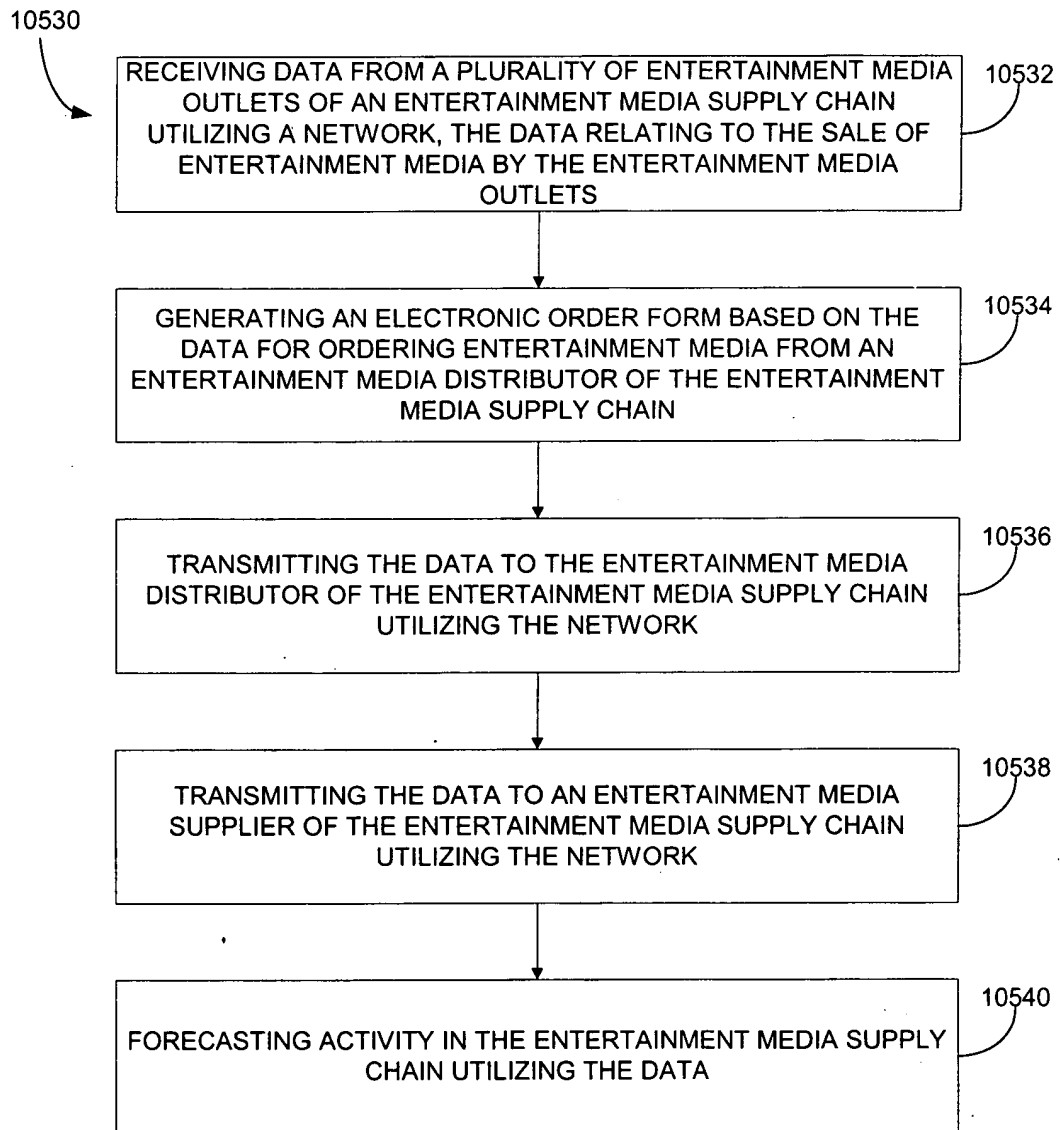 10530
RECEIVING DATA FROM A PLURALITY OF ENTERTAINMENT MEDIA
OUTLETS OF AN ENTERTAINMENT MEDIA SUPPLY CHAIN
UTILIZING A NETWORK, THE DATA RELATING TO THE SALE OF
ENTERTAINMENT MEDIA BY THE ENTERTAINMENT MEDIA
OUTLETS
10532
GENERATING AN ELECTRONIC ORDER FORM BASED ON THE
DATA FOR ORDERING ENTERTAINMENT MEDIA FROM AN
ENTERTAINMENT MEDIA DISTRIBUTOR OF THE ENTERTAINMENT
MEDIA SUPPLY CHAIN
10534
TRANSMITTING THE DATA TO THE ENTERTAINMENT MEDIA
DISTRIBUTOR OF THE ENTERTAINMENT MEDIA SUPPLY CHAIN
UTILIZING THE NETWORK
10536
TRANSMITTING THE DATA TO AN ENTERTAINMENT MEDIA
SUPPLIER OF THE ENTERTAINMENT MEDIA SUPPLY CHAIN
UTILIZING THE NETWORK
10538
FORECASTING ACTIVITY IN THE ENTERTAINMENT MEDIA SUPPLY
CHAIN UTILIZING THE DATA
10540